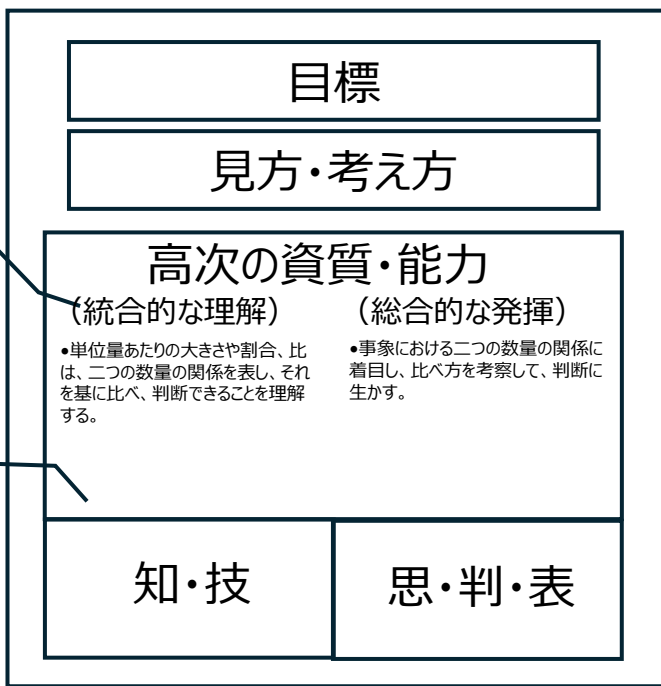 目標
見方・考え方
高次の資質・能力
（統合的な理解）
•単位量あたりの大きさや割合、比
は、二つの数量の関係を表し、それ
を基に比べ、判断できることを理解
する。
（総合的な発揮）
•事象における二つの数量の関係に
着目し、比べ方を考察して、判断に
生かす。
知・技
思・判・表